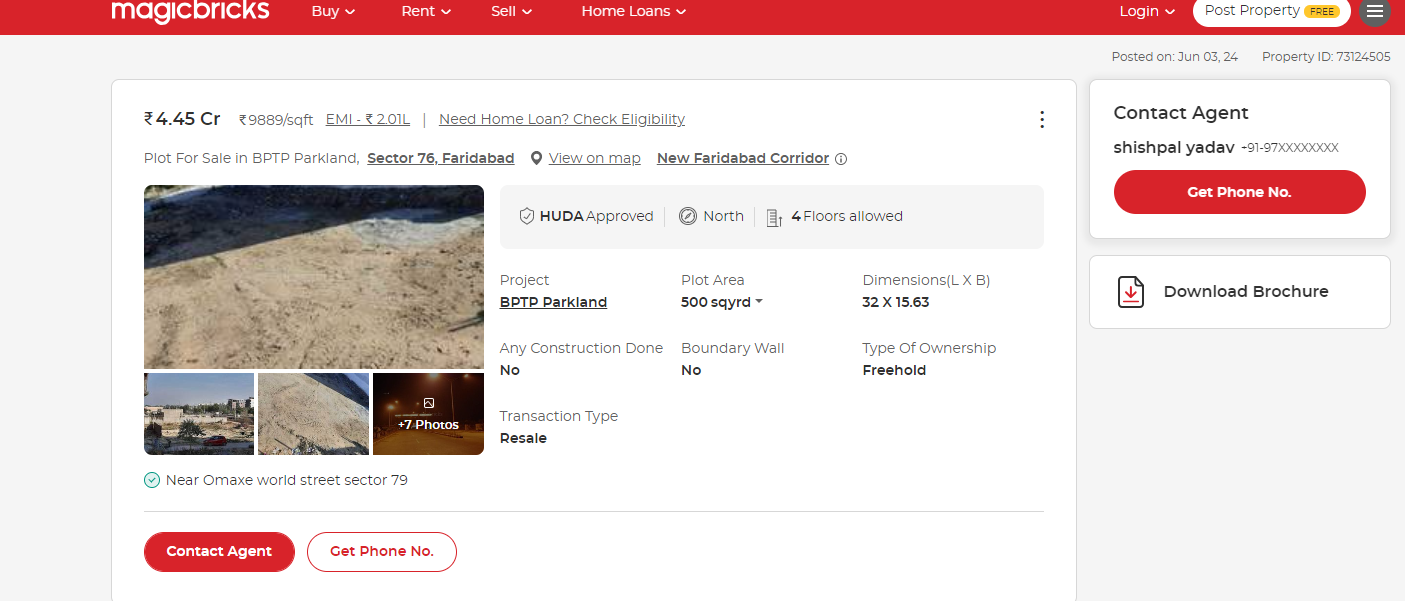 magicbricks Buy Rent Sell Home Loans Login Post Property FREE
Posted on: Jun 03, 24 Property ID: 73124505
₹4.45 Cr ₹9889/sqft EMI - ₹ 2.01L | Need Home Loan? Check Eligibility
Plot For Sale in BPTP Parkland, Sector 76, Faridabad View on map New Faridabad Corridor
HUDA Approved North 4 Floors allowed
Project Plot Area Dimensions(L X B)
BPTP Parkland 500 sqyrd 32 X 15.63
Any Construction Done Boundary Wall Type Of Ownership
No No Freehold
Transaction Type
Resale
+7 Photos
Near Omaxe world street sector 79
Contact Agent Get Phone No.
Contact Agent
shishpal yadav +91-97XXXXXXXX
Get Phone No.
Download Brochure